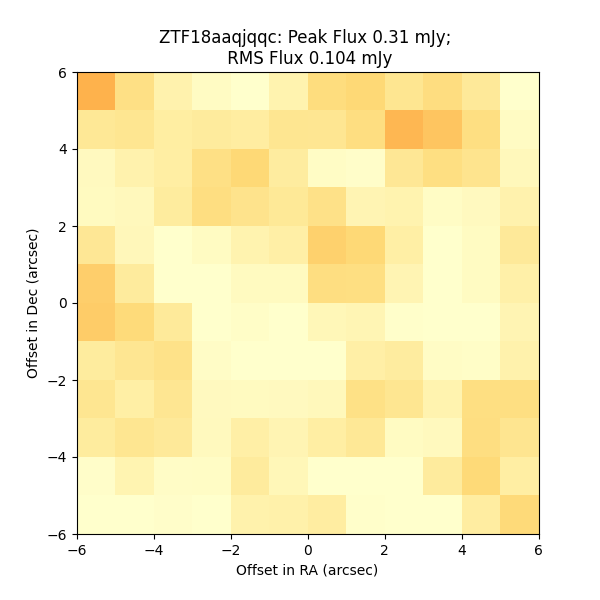 ZTF18aaqjqqc: Peak Flux 0.31 mJy;
RMS Flux 0.104 mJy
6
4
2
0
−2
−4
−6
Offset in Dec (arcsec)
−6 −4 −2 0 2 4 6
Offset in RA (arcsec)